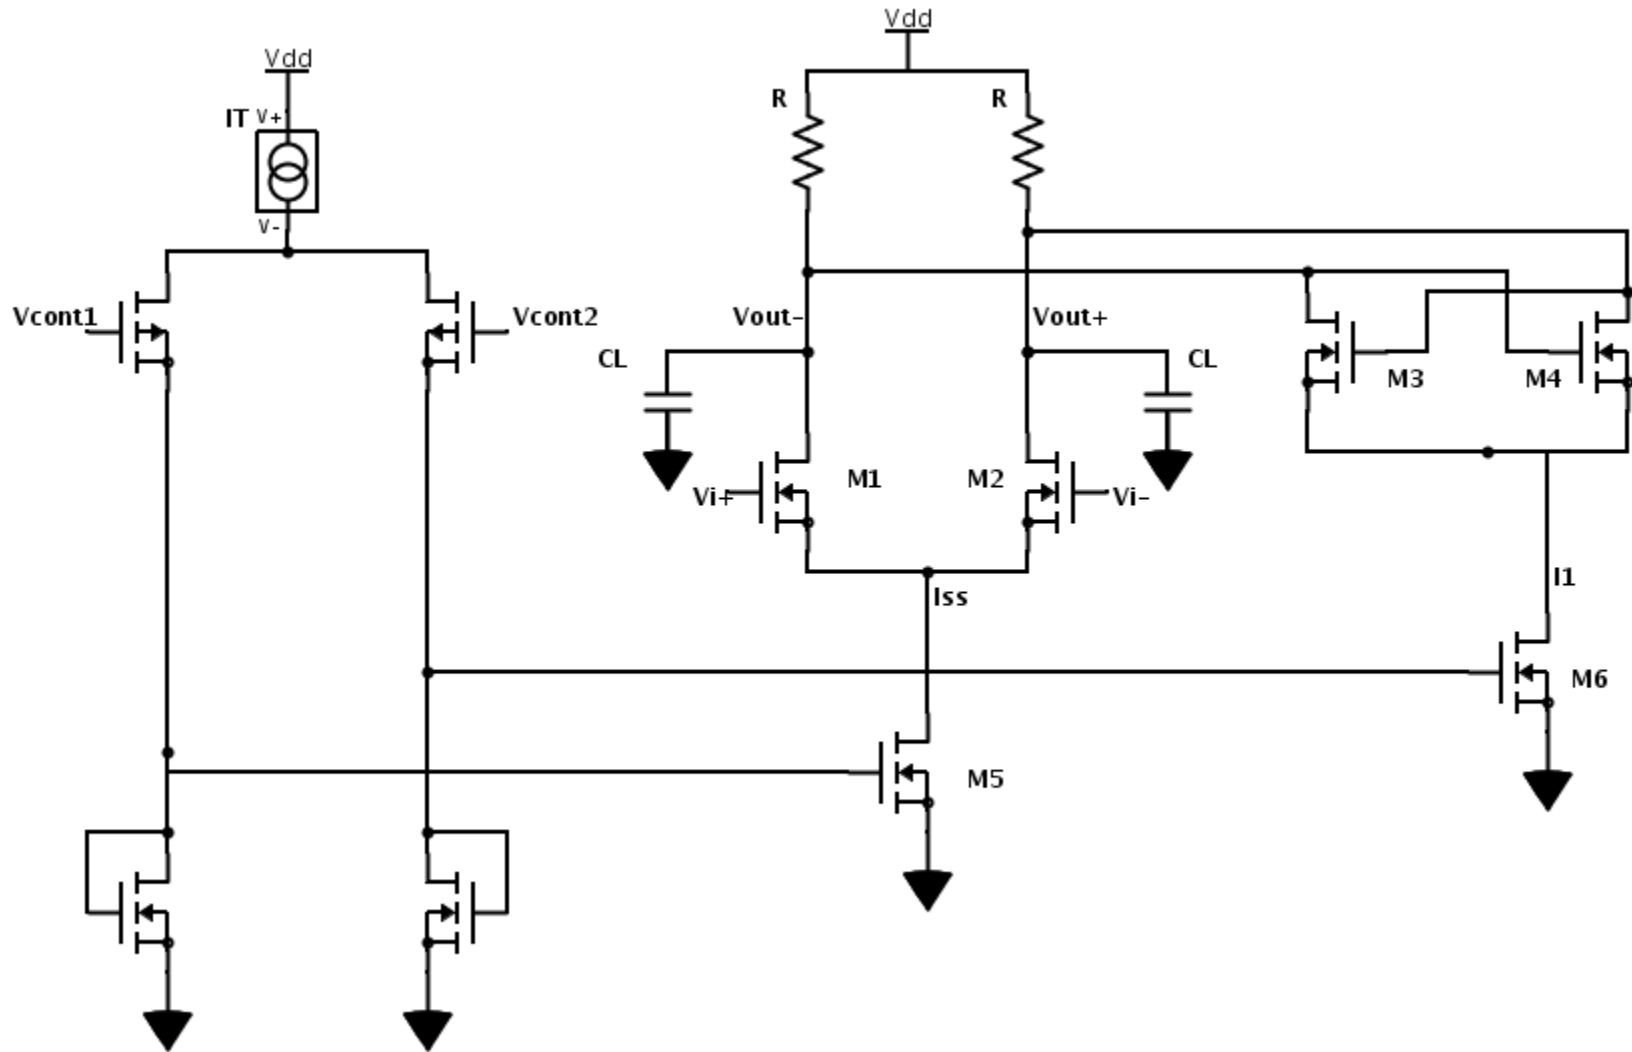 Vdd
Vdd
IT
V+
R
R
V-
Vcont1
Vcont2
Vout-
Vout+
CL
CL
M3
M4
M1
M2
Vi+
Vi-
Iss
I1
M6
M5